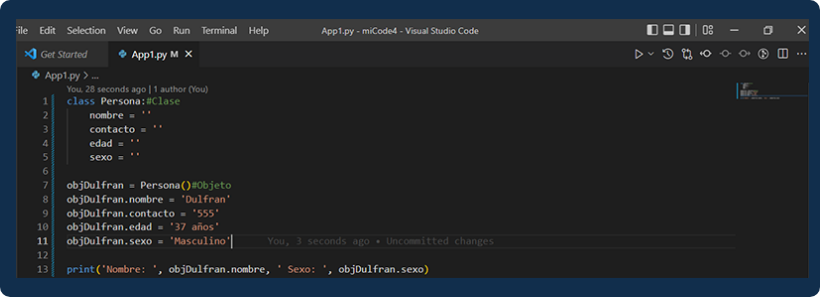 File Edit Selection View Go Run Terminal Help App1.py - miCode4 - Visual Studio Code
Get Started App1.py M
App1.py > ...
You, 28 seconds ago | 1 author (You)
1 class Persona:#Clase
2 nombre = ''
3 contacto = ''
4 edad = ''
5 sexo = ''
6
7 objDulfran = Persona()#Objeto
8 objDulfran.nombre = 'Dulfran'
9 objDulfran.contacto = '555'
10 objDulfran.edad = '37 años'
11 objDulfran.sexo = 'Masculino' You, 3 seconds ago • Uncommitted changes
12
13 print('Nombre: ', objDulfran.nombre, ' Sexo: ', objDulfran.sexo)